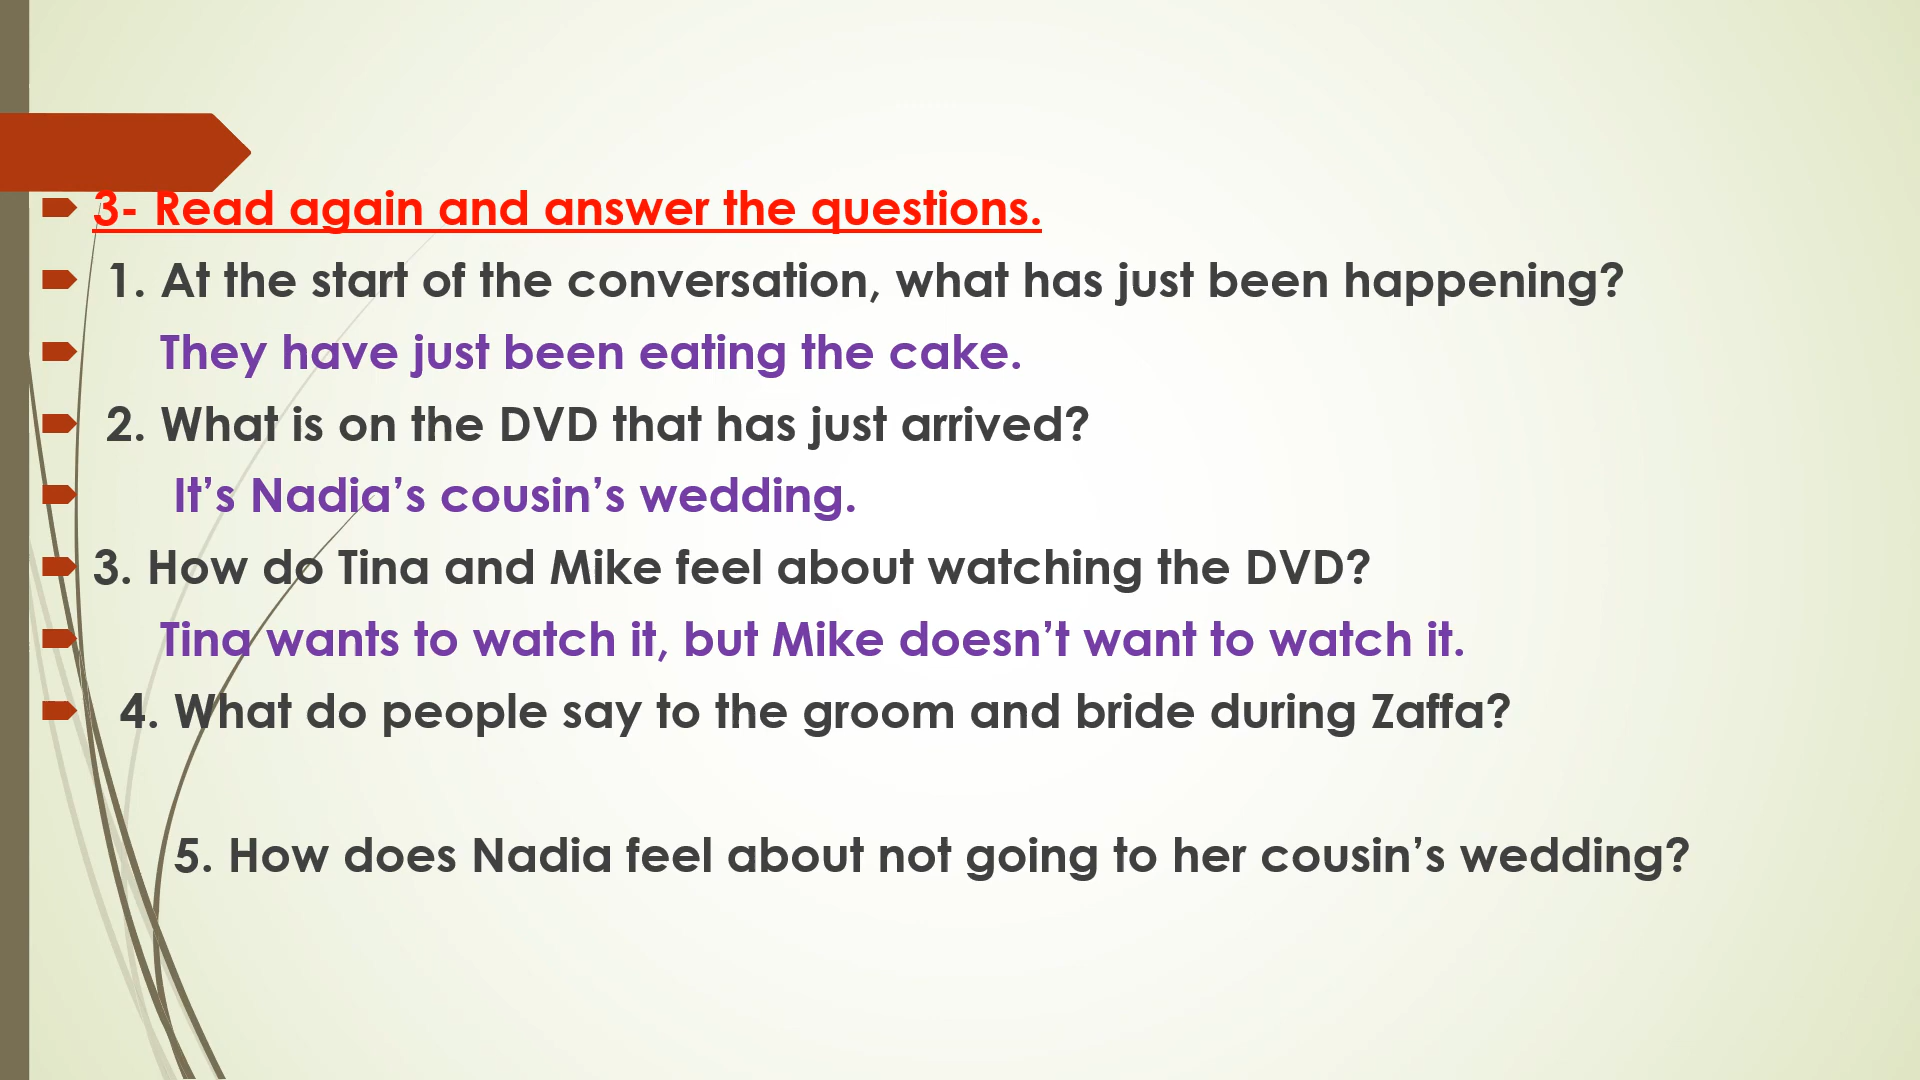 3- Read again and answer the questions.
1. At the start of the conversation, what has just been happening?
They have just been eating the cake.
2. What is on the DVD that has just arrived?
It’s Nadia’s cousin’s wedding.
3. How do Tina and Mike feel about watching the DVD?
Tina wants to watch it, but Mike doesn’t want to watch it.
4. What do people say to the groom and bride during Zaffa?
5. How does Nadia feel about not going to her cousin’s wedding?